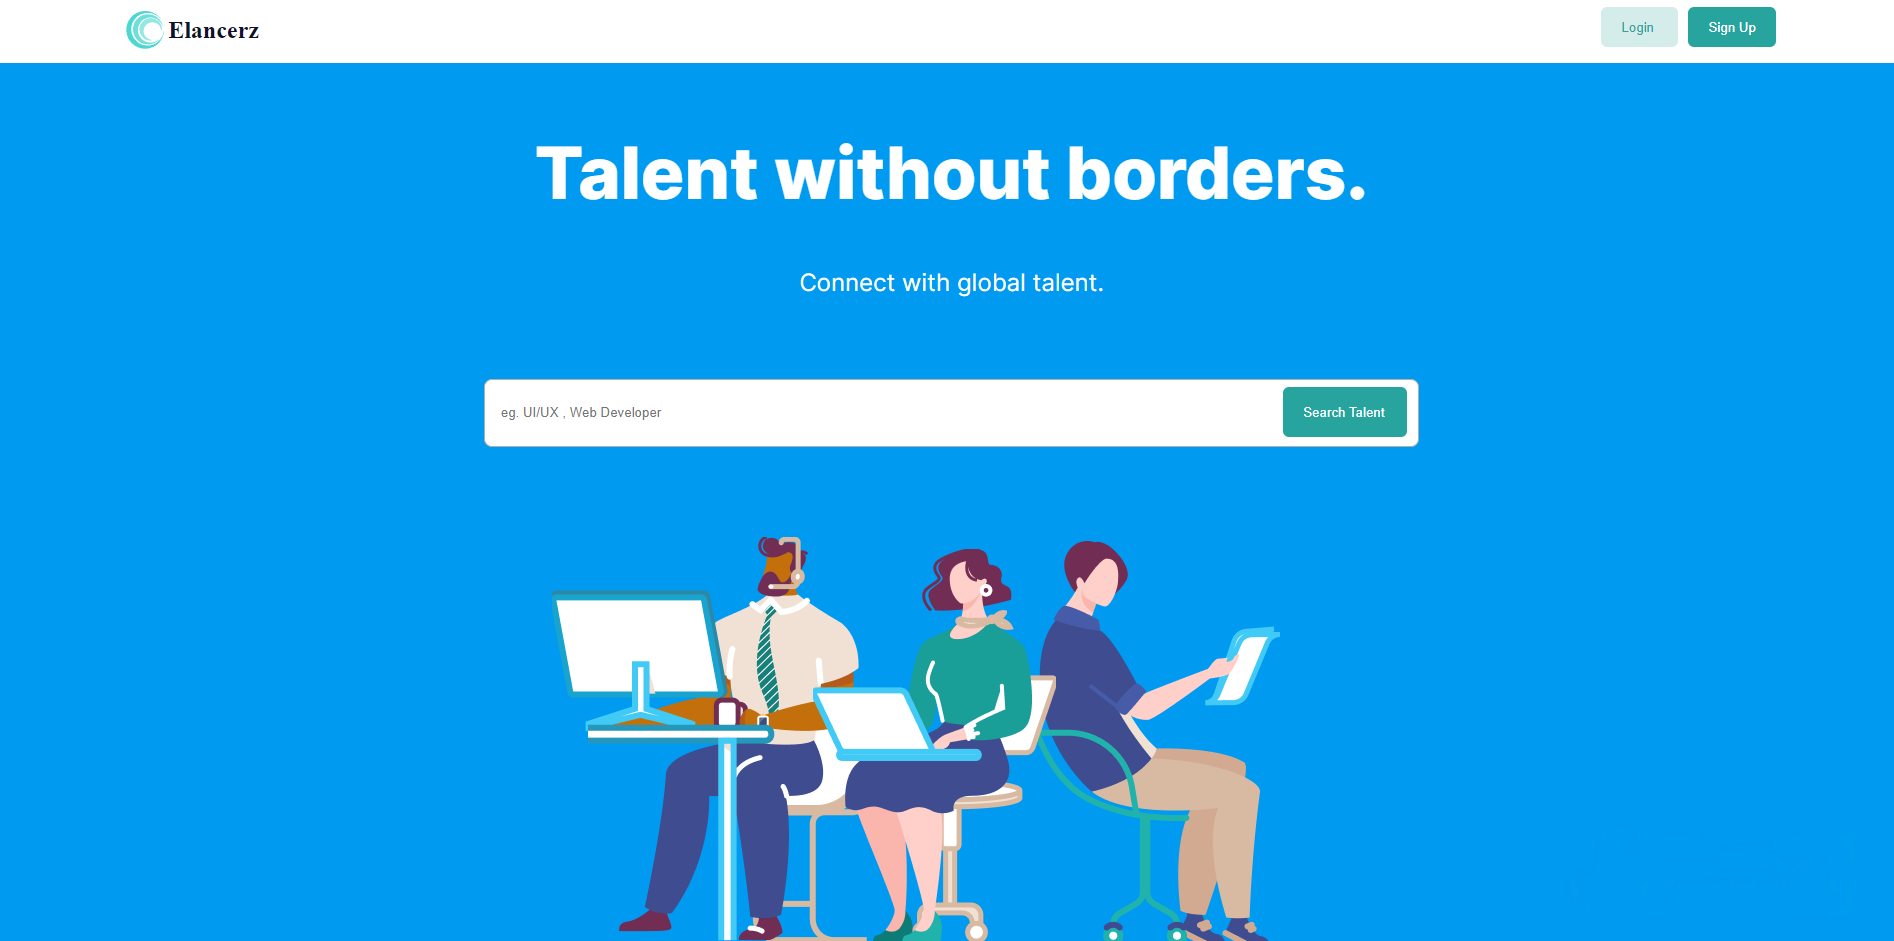 Elancerz
Login
Sign Up
Talent without borders.
Connect with global talent.
eg. UI/UX , Web Developer
Search Talent